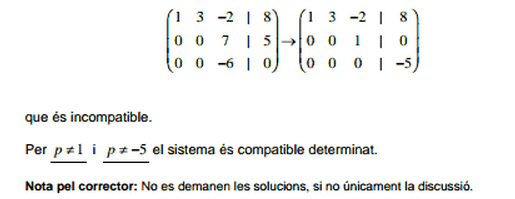 (1 3 −2 | 8) (1 3 −2 | 8)
(0 0 7 | 5) → (0 0 1 | 0)
(0 0 −6 | 0) (0 0 0 | −5)
que és incompatible.
Per p ≠ 1 i p ≠ −5 el sistema és compatible determinat.
Nota pel corrector: No es demanen les solucions, si no únicament la discussió.